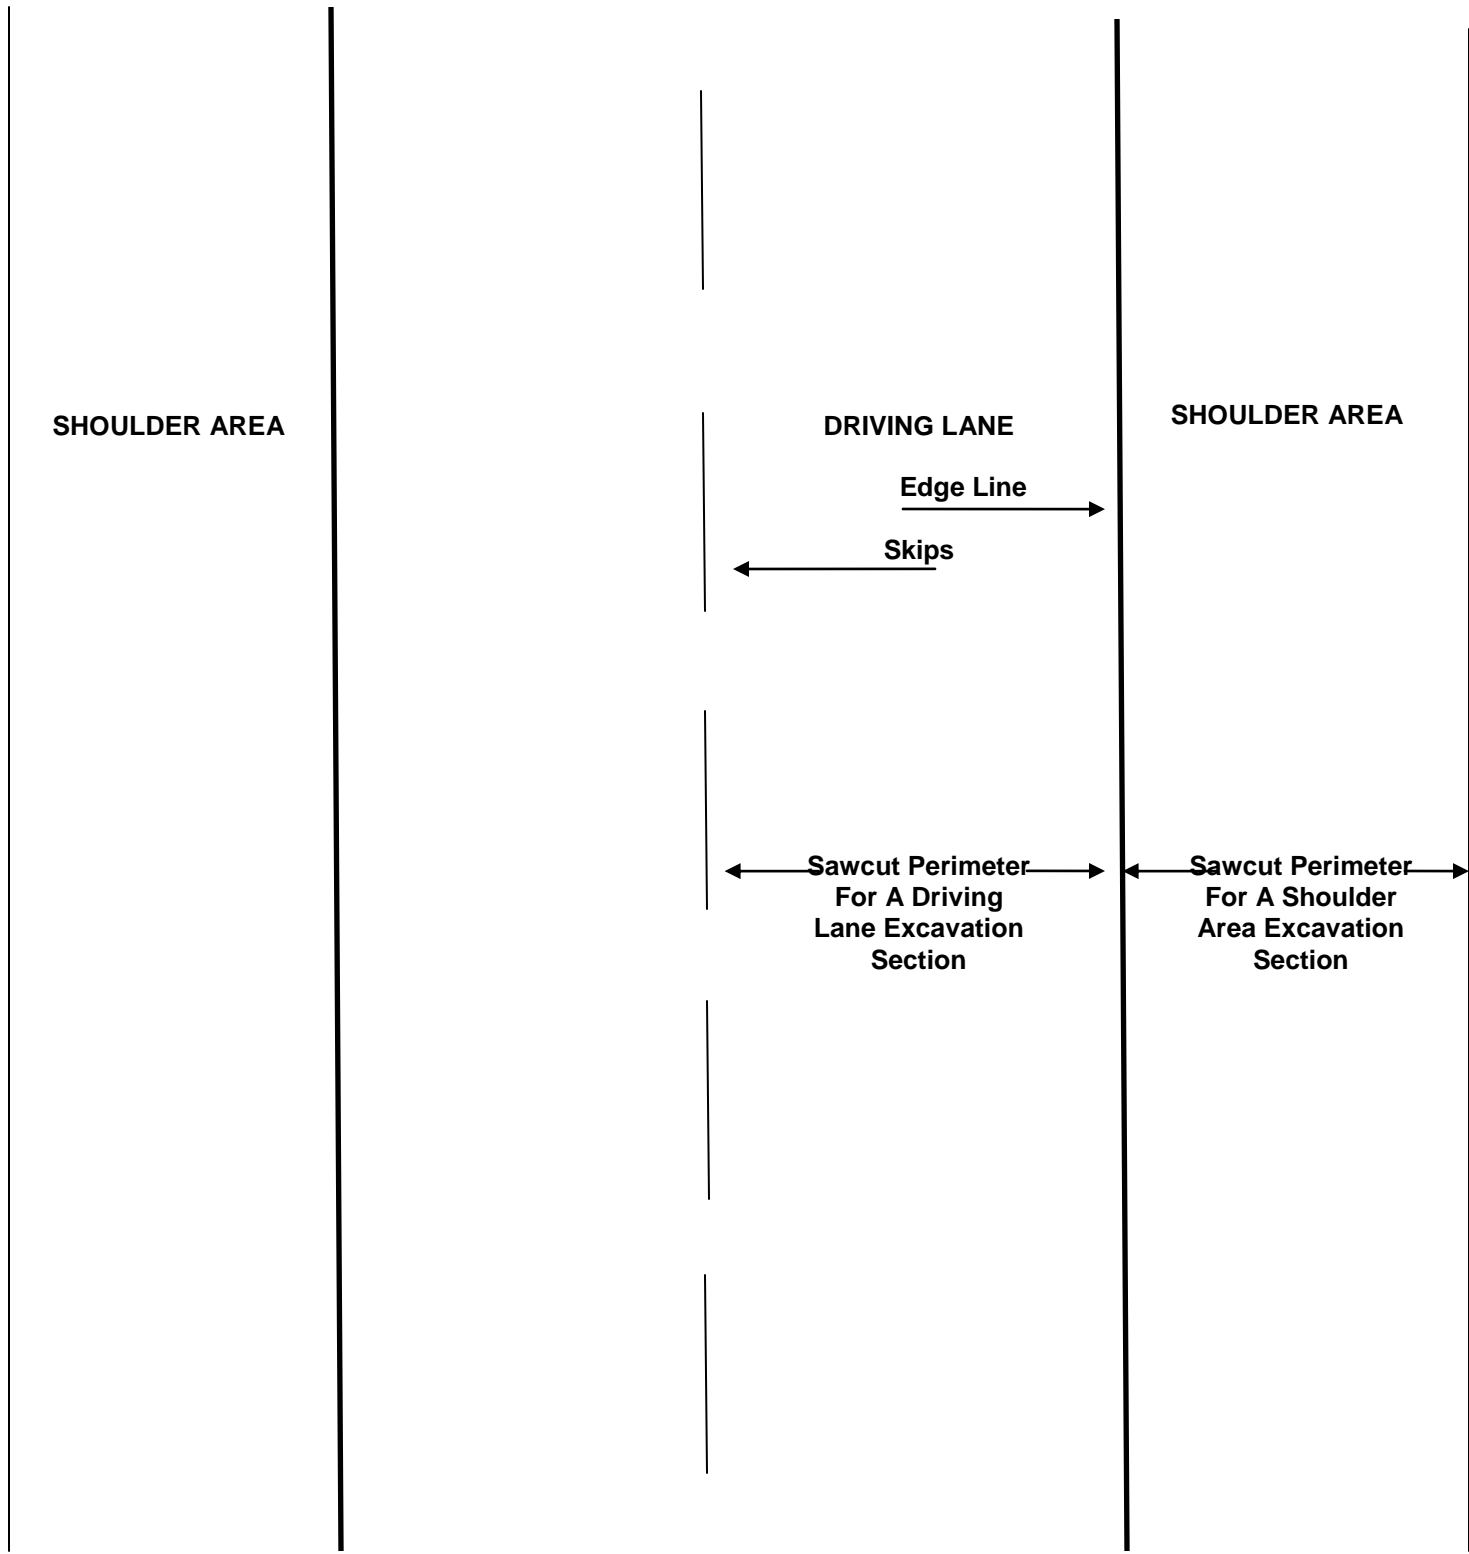 SHOULDER AREA
DRIVING LANE
SHOULDER AREA
Edge Line
Skips
Sawcut Perimeter
For A Driving
Lane Excavation
Section
Sawcut Perimeter
For A Shoulder
Area Excavation
Section